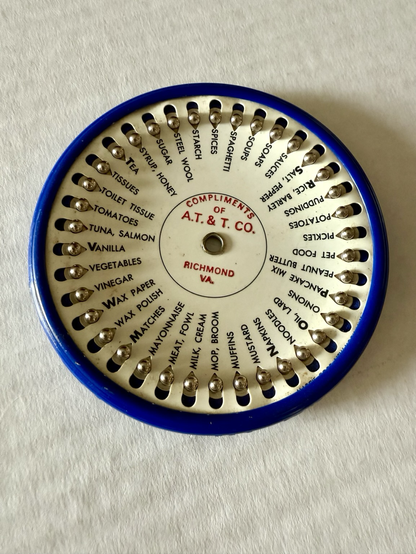 COMPLIMENTS
OF
A.T. & T. CO.
RICHMOND
VA.
MATCHES
MAYONNAISE
MEAT, FOWL
MILK, CREAM
MOP, BROOM
MUFFINS
MUSTARD
NAPKINS
NOODLES
OIL, LARD
ONIONS
PANCAKE MIX
PEANUT BUTTER
PET FOOD
PICKLES
POTATOES
PUDDINGS
RICE, BARLEY
SALT, PEPPER
SAUCES
SOAPS
SOUPS
SPAGHETTI
SPICES
STARCH
STEEL WOOL
SUGAR
SYRUP, HONEY
TEA
TISSUES
TOILET TISSUE
TOMATOES
TUNA, SALMON
VANILLA
VEGETABLES
VINEGAR
WAX PAPER
WAX POLISH